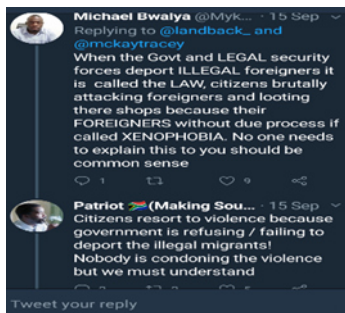 Michael Bwalya @Myk... · 15 Sep
Replying to @landback_ and
@mckaytracey
When the Govt and LEGAL security
forces deport ILLEGAL foreigners it
is called the LAW, citizens brutally
attacking foreigners and looting
there shops because their
FOREIGNERS without due process if
called XENOPHOBIA. No one needs
to explain this to you should be
common sense
1 9
Patriot 🇿🇦(Making Sou... · 15 Sep
Citizens resort to violence because
government is refusing / failing to
deport the illegal migrants!
Nobody is condoning the violence
but we must understand
Tweet your reply